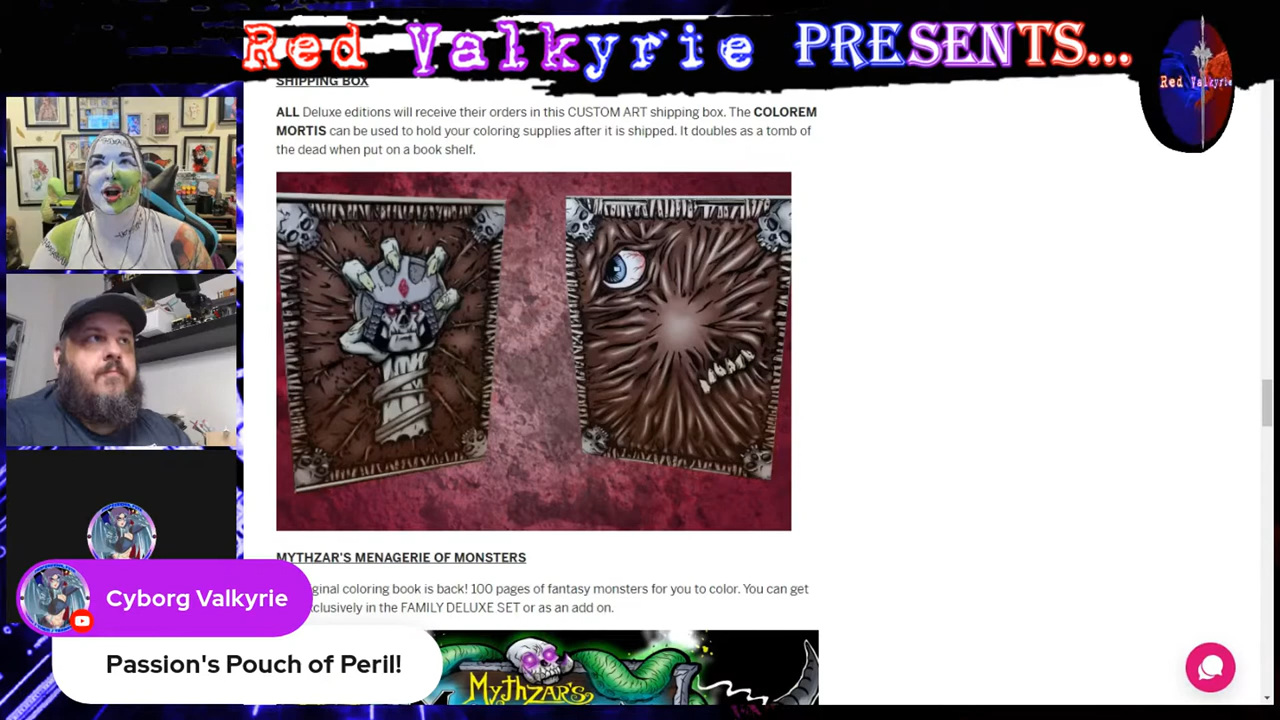 Red Valkyrie PRESENTS...
Red Valkyrie
SHIPPING BOX
ALL Deluxe editions will receive their orders in this CUSTOM ART shipping box. The COLOREM
MORTIS can be used to hold your coloring supplies after it is shipped. It doubles as a tomb of
the dead when put on a book shelf.
MYTHZAR'S MENAGERIE OF MONSTERS
ginal coloring book is back! 100 pages of fantasy monsters for you to color. You can get
xclusively in the FAMILY DELUXE SET or as an add on.
Cyborg Valkyrie
Passion's Pouch of Peril!
MYTHZAR'S